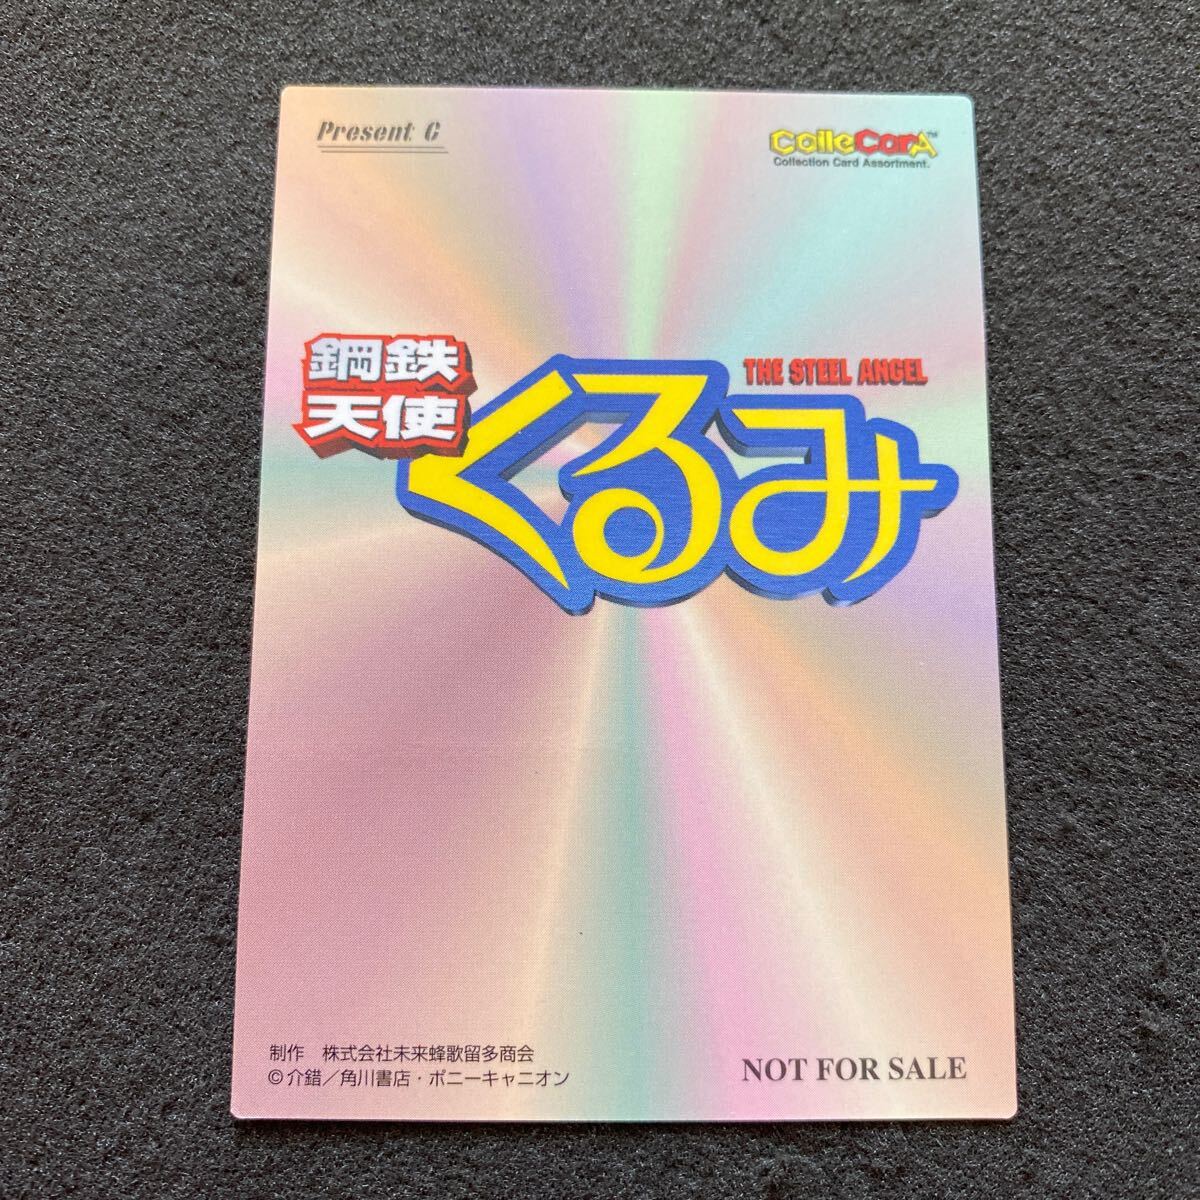 Present G
ColleCarA™
Collection Card Assortment.
鋼鉄
天使
くるみ
THE STEEL ANGEL
制作　株式会社未来蜂歌留多商会
©介錯／角川書店・ポニーキャニオン
NOT FOR SALE